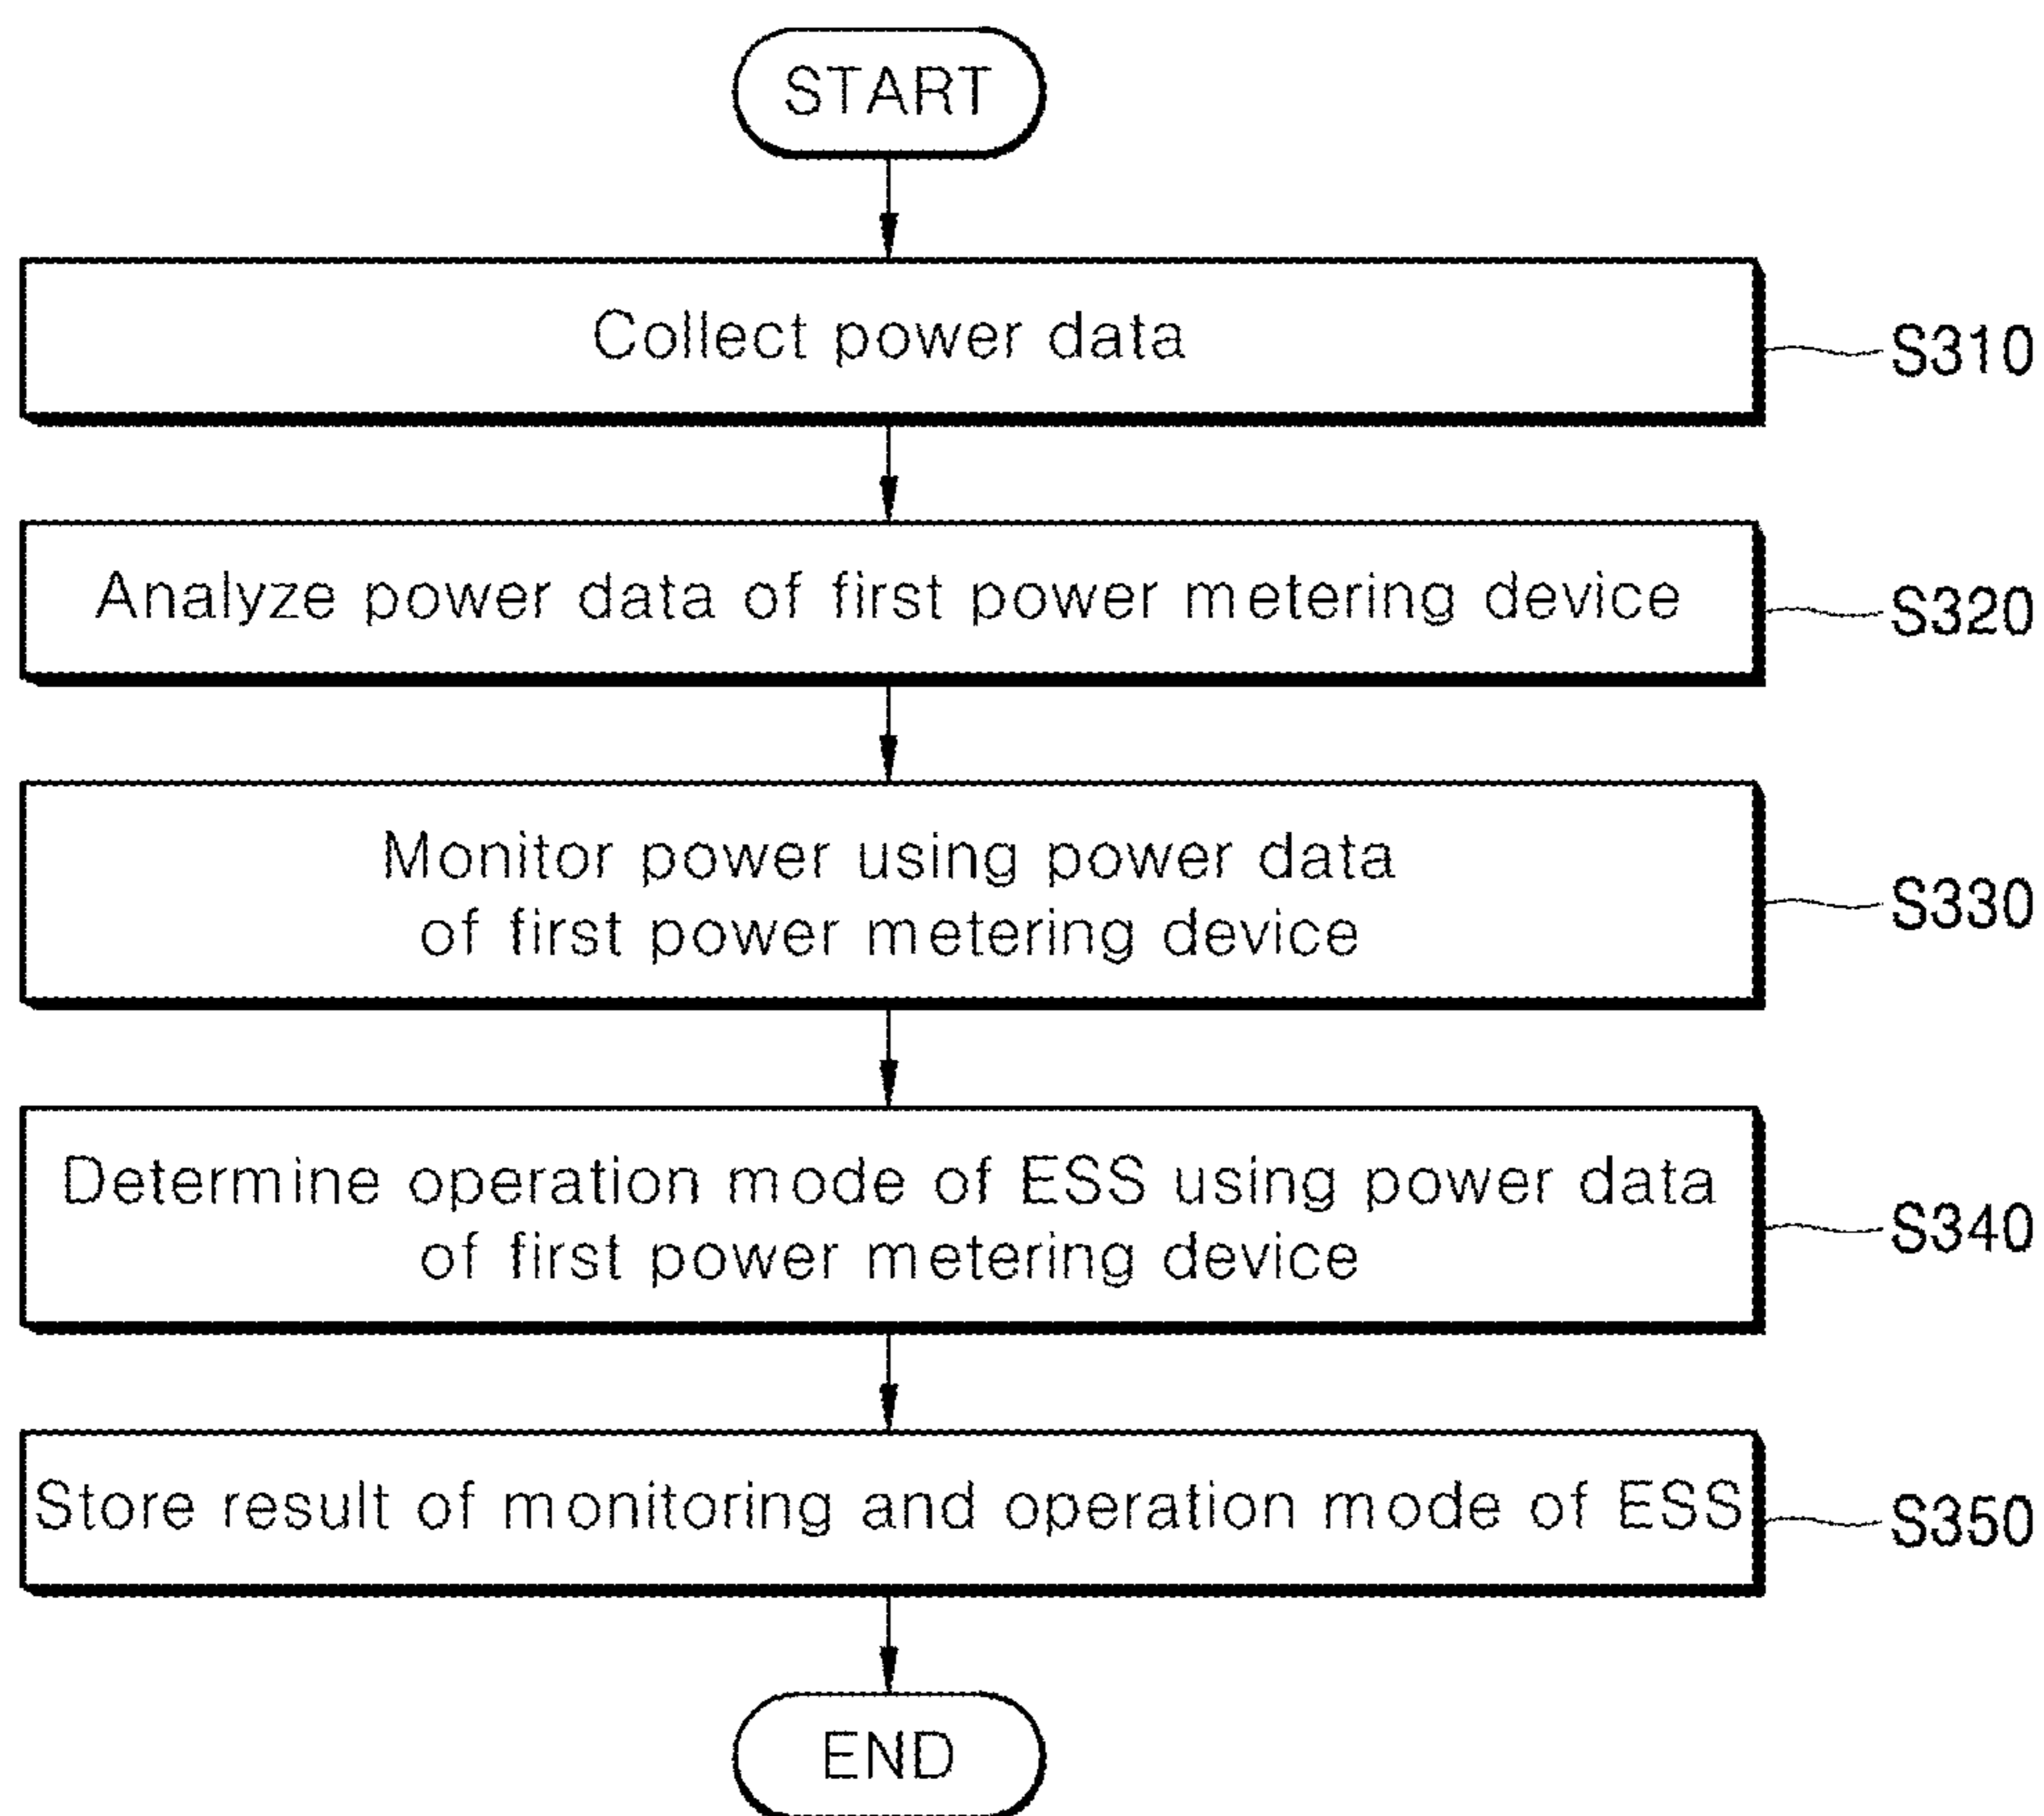 START
Collect power data
S310
Analyze power data of first power metering device
S320
Monitor power using power data
of first power metering device
S330
Determine operation mode of ESS using power data
of first power metering device
S340
Store result of monitoring and operation mode of ESS
S350
END